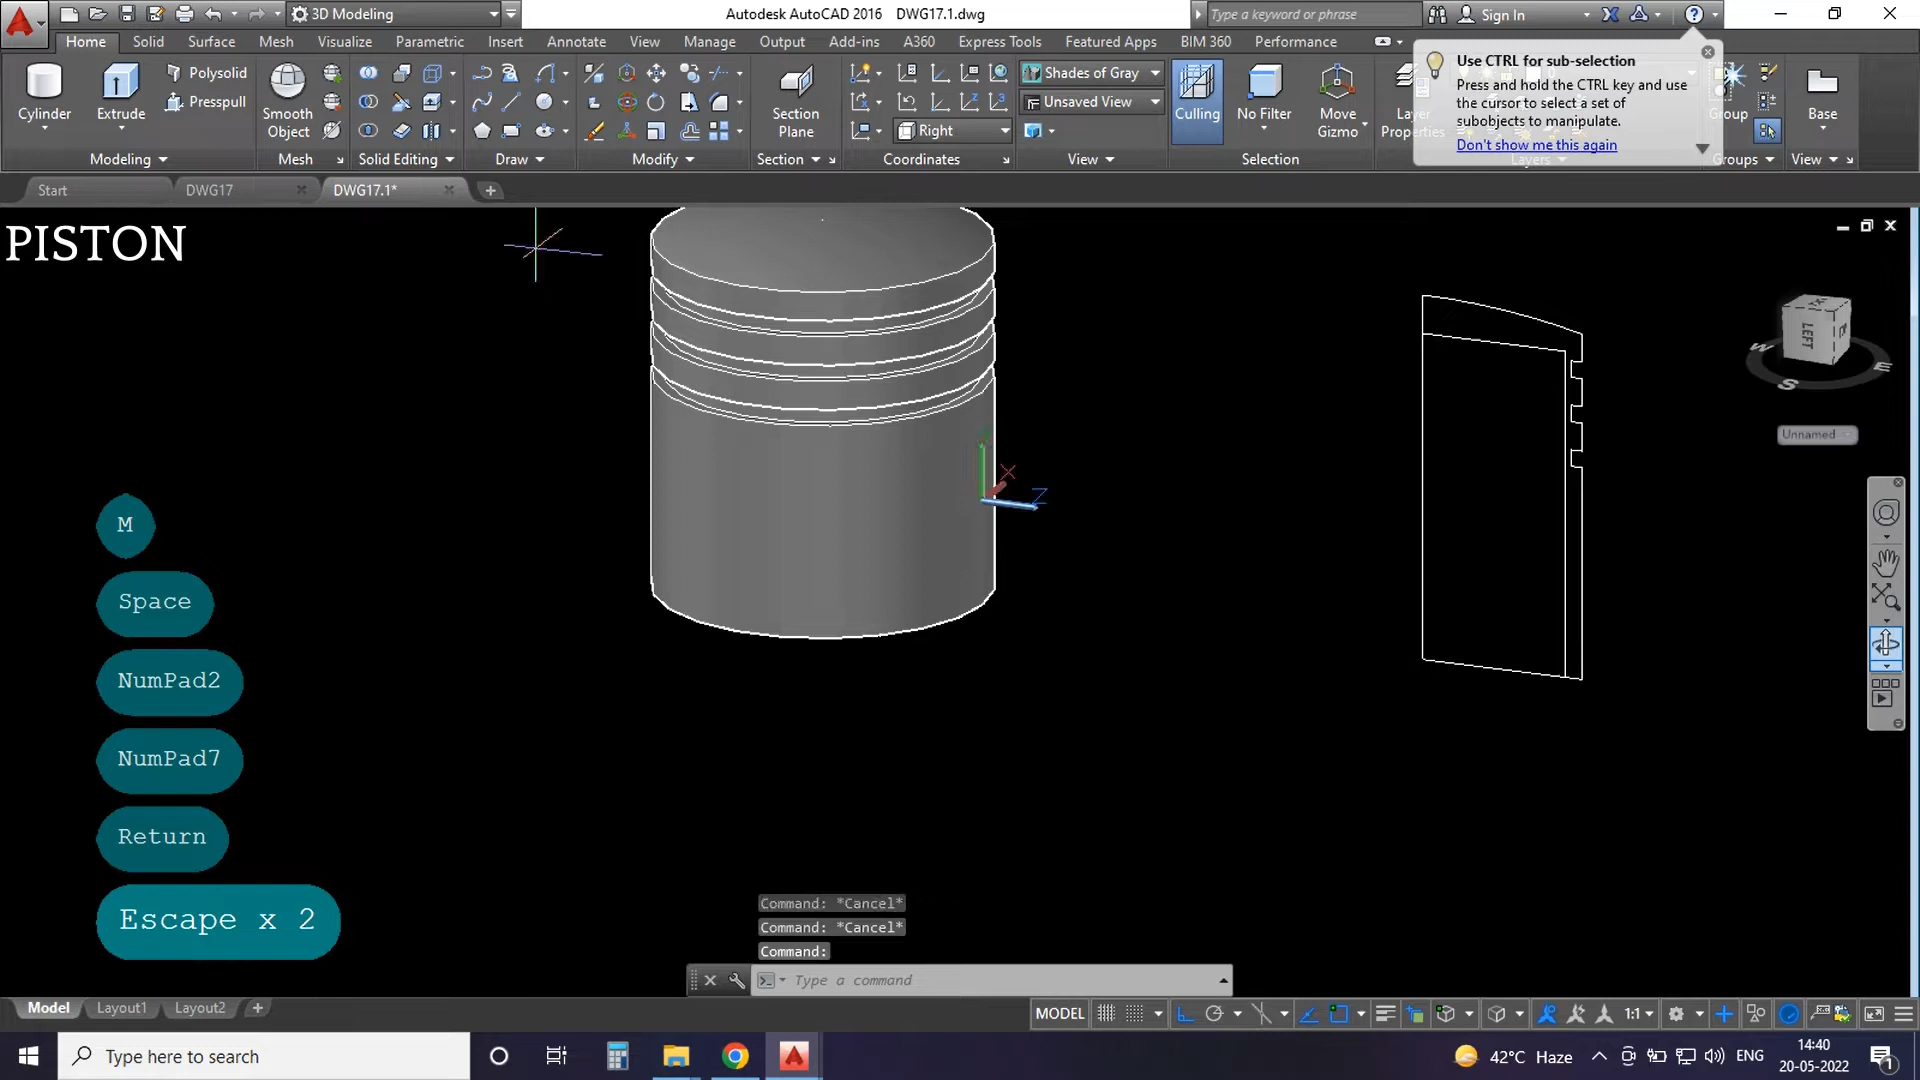 3D Modeling
Autodesk AutoCAD 2016 DWG17.1.dwg
Type a keyword or phrase
Sign In
Home Solid Surface Mesh Visualize Parametric Insert Annotate View Manage Output Add-ins A360 Express Tools Featured Apps BIM 360 Performance
Use CTRL for sub-selection
Press and hold the CTRL key and use
the cursor to select a set of
subobjects to manipulate.
Don't show me this again
Cylinder
Extrude
Polysolid
Presspull
Smooth
Object
Section
Plane
Shades of Gray
Unsaved View
Right
Culling
No Filter
Move
Gizmo
Layer
Properties
Group
Base
Modeling Mesh Solid Editing Draw Modify Section Coordinates View Selection Layers Groups View
Start DWG17 DWG17.1*
PISTON
LEFT
W
S
E
Unnamed
X
Z
M
Space
NumPad2
NumPad7
Return
Escape x 2
Command: *Cancel*
Command: *Cancel*
Command:
Type a command
Model Layout1 Layout2
MODEL
1:1
Type here to search
42°C Haze
ENG
14:40
20-05-2022
1